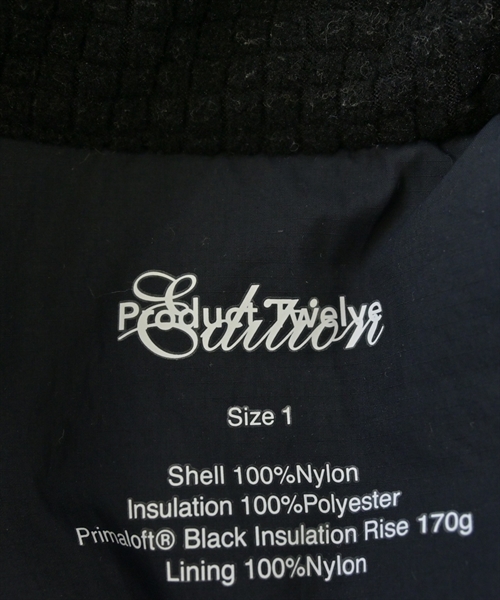 Product Twelve
Edition
Size 1
Shell 100%Nylon
Insulation 100%Polyester
Primaloft® Black Insulation Rise 170g
Lining 100%Nylon